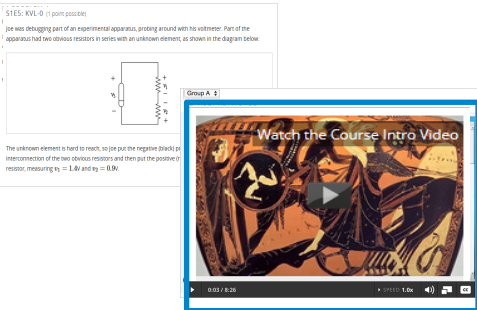 S1E5: KVL-0 (1 point possible)
Joe was debugging part of an experimental apparatus, probing around with his voltmeter. Part of the
apparatus had two obvious resistors in series with an unknown element, as shown in the diagram below:
+
+
−
−
−
+
The unknown element is hard to reach, so Joe put the negative (black)
interconnection of the two obvious resistors and then put the positive
resistor, measuring v₁ = 1.4V and v₂ = 0.9V.
Group A
Watch the Course Intro Video
0:03 / 8:26
SPEED 1.0x
CC